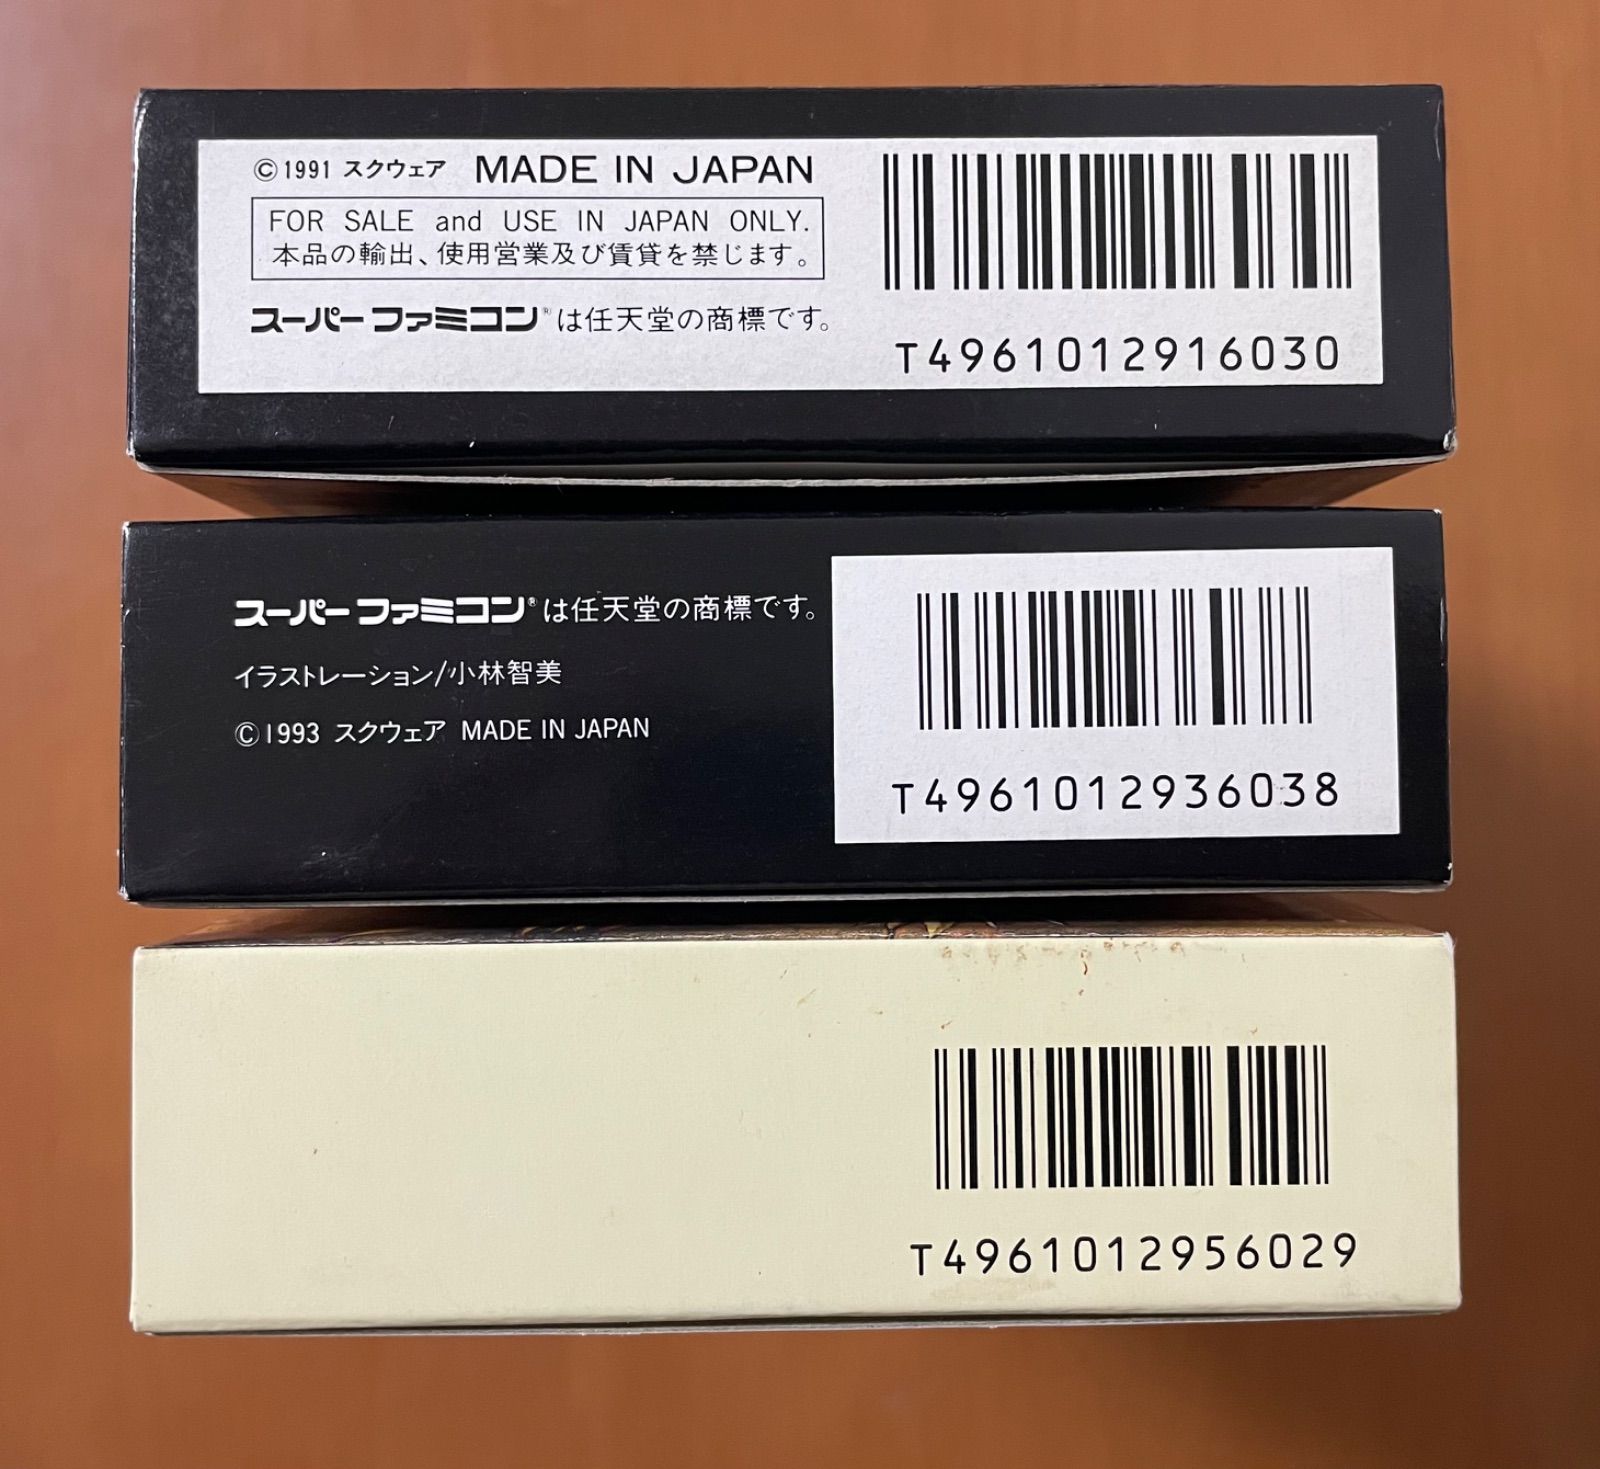 © 1991 スクウェア MADE IN JAPAN
FOR SALE and USE IN JAPAN ONLY.
本品の輸出、使用営業及び賃貸を禁じます。
スーパーファミコン®は任天堂の商標です。
T4961012916030
スーパーファミコン®は任天堂の商標です。
イラストレーション/小林智美
© 1993 スクウェア MADE IN JAPAN
T4961012936038
T4961012956029